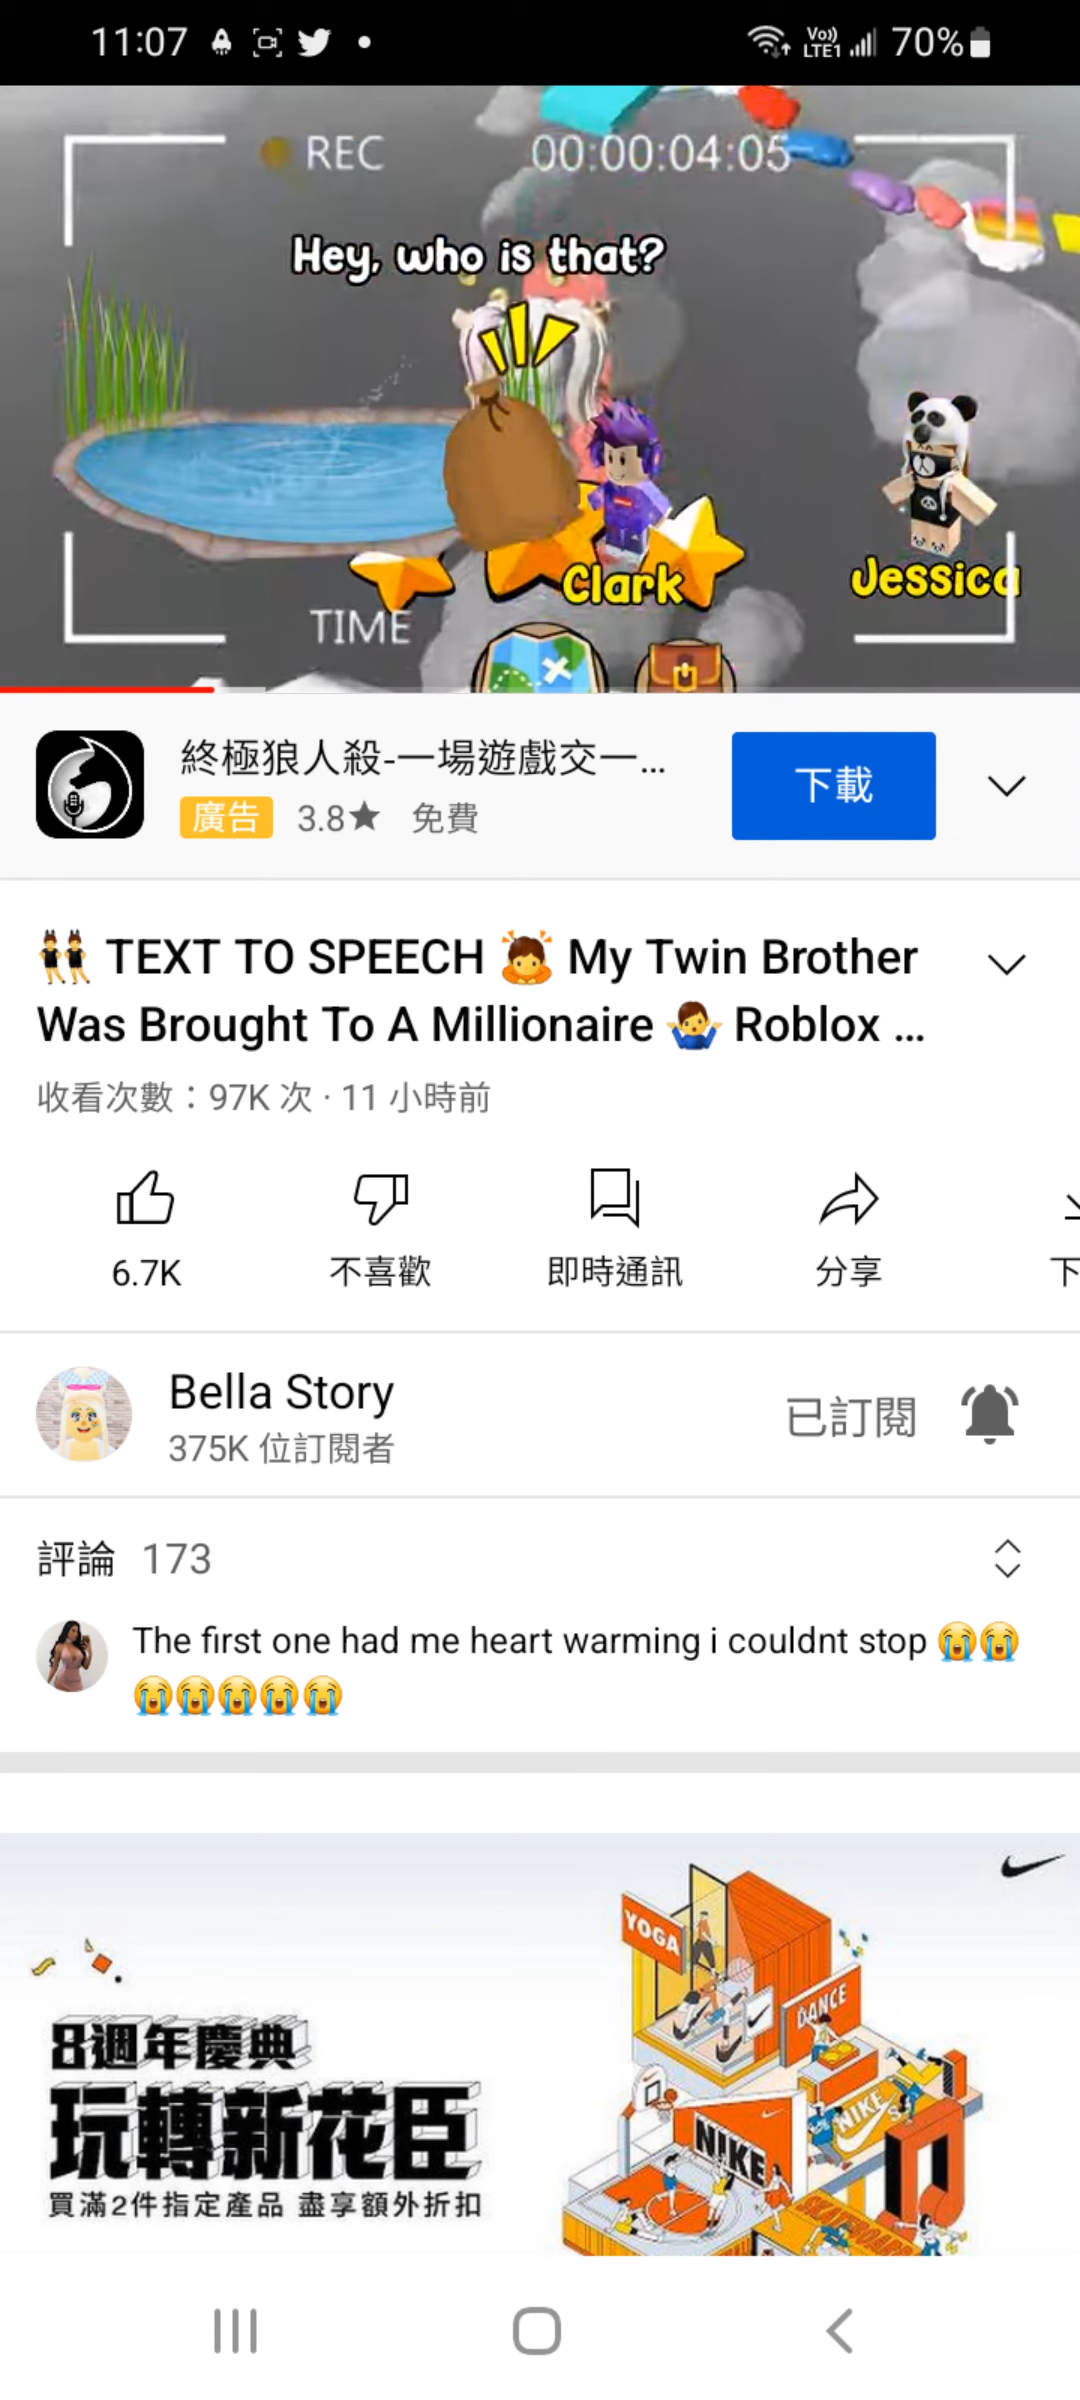 11:07
Vo))
LTE1
70%
REC
00:00:04:05
Hey, who is that?
Clark
Jessica
TIME
終極狼人殺-一場遊戲交一...
廣告 3.8★ 免費
下載
👯 TEXT TO SPEECH 🙇 My Twin Brother
Was Brought To A Millionaire 🤷‍♂️ Roblox ...
收看次數：97K 次 · 11 小時前
6.7K
不喜歡
即時通訊
分享
下
Bella Story
375K 位訂閱者
已訂閱
評論 173
The first one had me heart warming i couldnt stop 😭😭
😭😭😭😭😭
YOGA
DANCE
NIKE
NIKE
SKATEBOARD
8週年慶典
玩轉新花臣
買滿2件指定產品 盡享額外折扣